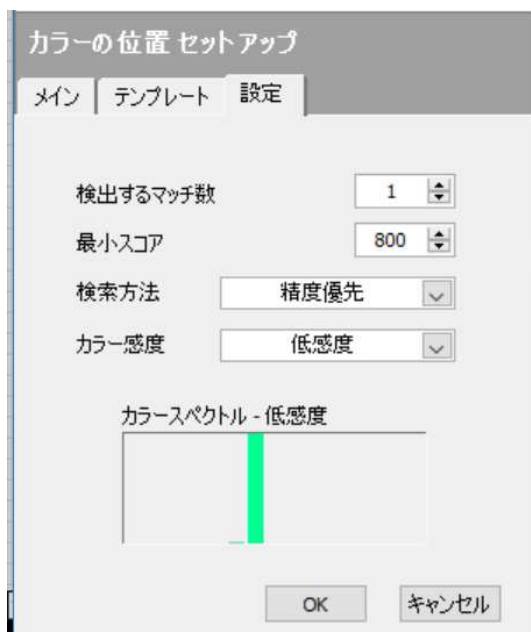 カラーの位置 セットアップ
メイン テンプレート 設定
検出するマッチ数 1
最小スコア 800
検索方法 精度優先
カラー感度 低感度
カラースペクトル - 低感度
OK キャンセル